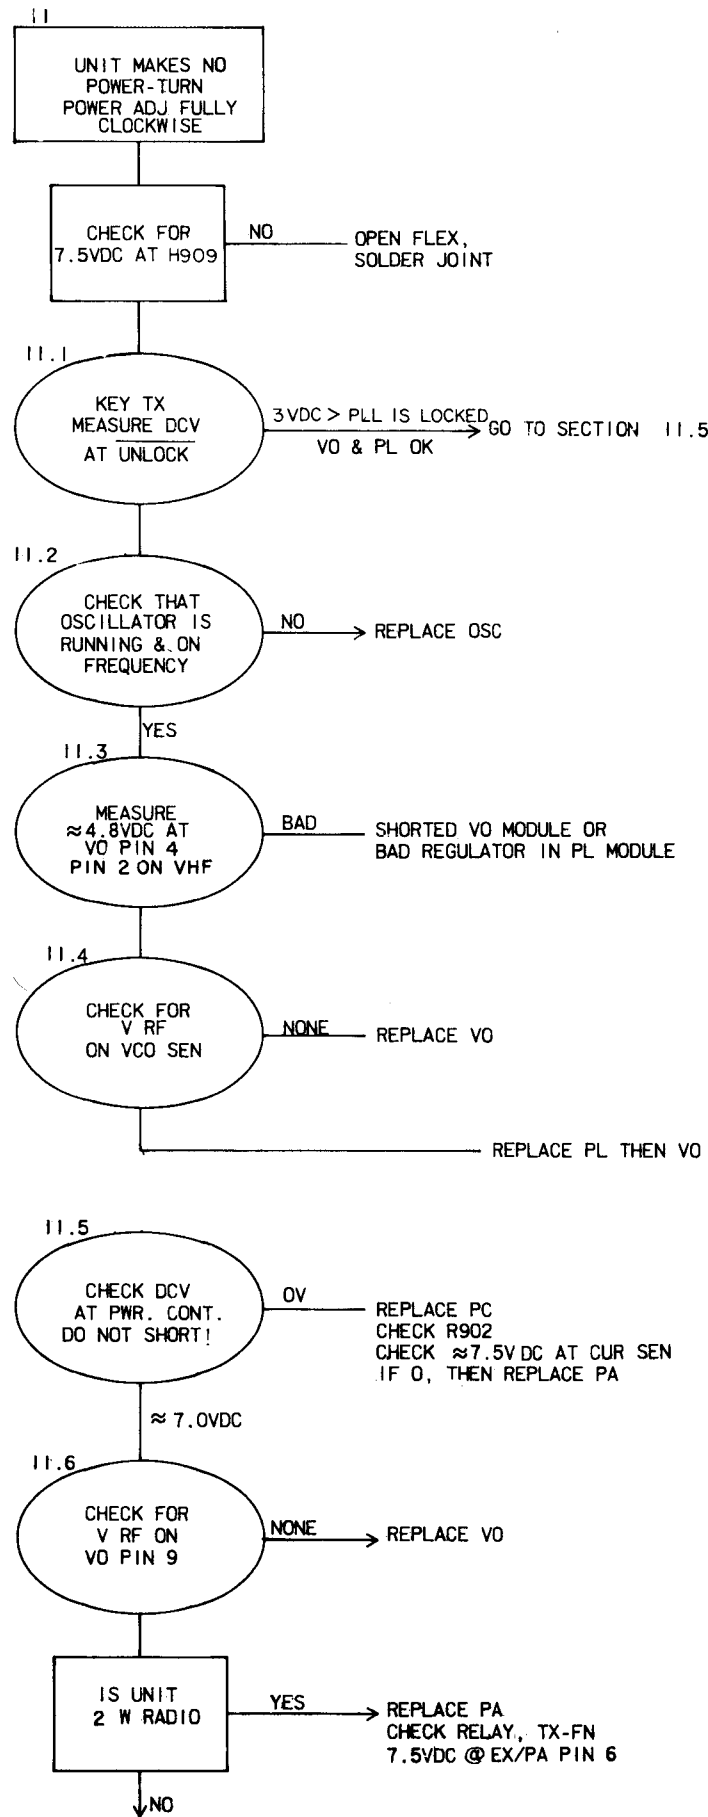 11
UNIT MAKES NO
POWER-TURN
POWER ADJ FULLY
CLOCKWISE
CHECK FOR
7.5VDC AT H909
NO
OPEN FLEX,
SOLDER JOINT
11.1
KEY TX
MEASURE DCV
AT UNLOCK
3VDC > PLL IS LOCKED
VO & PL OK
GO TO SECTION 11.5
11.2
CHECK THAT
OSCILLATOR IS
RUNNING & ON
FREQUENCY
NO
REPLACE OSC
YES
11.3
MEASURE
≈4.8VDC AT
VO PIN 4
PIN 2 ON VHF
BAD
SHORTED VO MODULE OR
BAD REGULATOR IN PL MODULE
11.4
CHECK FOR
V RF
ON VCO SEN
NONE
REPLACE VO
REPLACE PL THEN VO
11.5
CHECK DCV
AT PWR. CONT.
DO NOT SHORT!
0V
REPLACE PC
CHECK R902
CHECK ≈7.5V DC AT CUR SEN
IF 0, THEN REPLACE PA
≈ 7.0VDC
11.6
CHECK FOR
V RF ON
VO PIN 9
NONE
REPLACE VO
IS UNIT
2 W RADIO
YES
REPLACE PA
CHECK RELAY, TX-FN
7.5VDC @ EX/PA PIN 6
NO